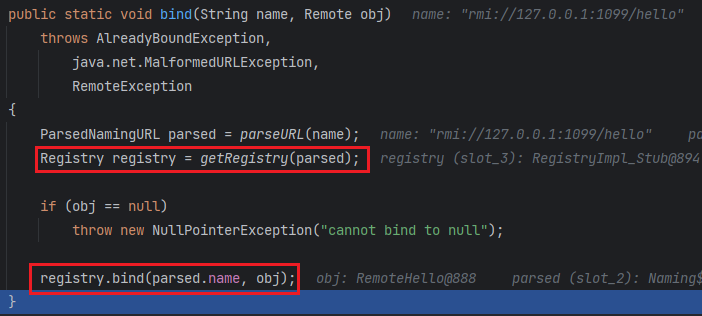 public static void bind(String name, Remote obj)  name: "rmi://127.0.0.1:1099/hello"
    throws AlreadyBoundException,
        java.net.MalformedURLException,
        RemoteException
{
    ParsedNamingURL parsed = parseURL(name);  name: "rmi://127.0.0.1:1099/hello"  pa
    Registry registry = getRegistry(parsed);  registry (slot_3): RegistryImpl_Stub@894
    if (obj == null)
        throw new NullPointerException("cannot bind to null");
    registry.bind(parsed.name, obj);  obj: RemoteHello@888  parsed (slot_2): Naming$
}